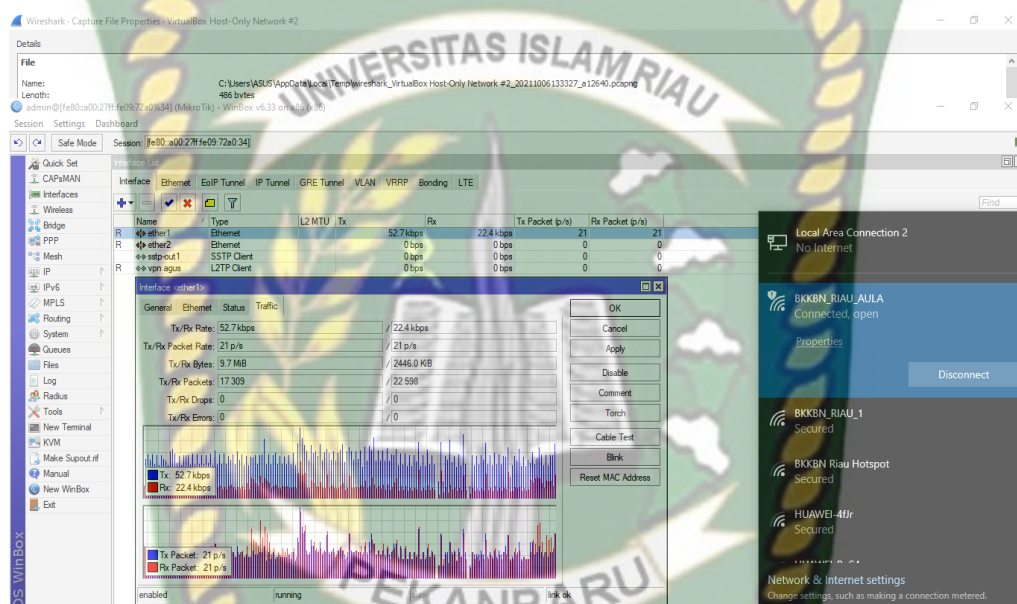 Wireshark - Capture File Properties - VirtualBox Host-Only Network #2
Details
File
Name: C:\Users\ASUS\AppData\Local\Temp\wireshark_VirtualBox Host-Only Network #2_20211006133327_a12640.pcapng
Length: 486 bytes
UNIVERSITAS ISLAM RIAU
PEKANBARU
admin@[fe80::a00:27ff:fe09:72a0%34] (MikroTik) - WinBox v6.33 on x86 (x86)
Session Settings Dashboard
Safe Mode
Session: [fe80::a00:27ff:fe09:72a0:34]
Quick Set
CAPsMAN
Interfaces
Wireless
Bridge
PPP
Mesh
IP
IPv6
MPLS
Routing
System
Queues
Files
Log
Radius
Tools
New Terminal
KVM
Make Supout.rif
Manual
New WinBox
Exit
OS WinBox
Interface List
Interface Ethernet EoIP Tunnel IP Tunnel GRE Tunnel VLAN VRRP Bonding LTE
Find
Name Type L2 MTU Tx Rx Tx Packet (p/s) Rx Packet (p/s)
R ether1 Ethernet 52.7 kbps 22.4 kbps 21 21
R ether2 Ethernet 0 bps 0 bps 0 0
sstp-out1 SSTP Client 0 bps 0 bps 0 0
R vpn agus L2TP Client 0 bps 0 bps 0 0
Interface <ether1>
General Ethernet Status Traffic
Tx/Rx Rate: 52.7 kbps / 22.4 kbps
Tx/Rx Packet Rate: 21 p/s / 21 p/s
Tx/Rx Bytes: 9.7 MiB / 2446.0 KiB
Tx/Rx Packets: 17 309 / 22 598
Tx/Rx Drops: 0 / 0
Tx/Rx Errors: 0 / 0
Tx: 52.7 kbps
Rx: 22.4 kbps
Tx Packet: 21 p/s
Rx Packet: 21 p/s
OK
Cancel
Apply
Disable
Comment
Torch
Cable Test
Blink
Reset MAC Address
enabled running slave link ok
Local Area Connection 2
No Internet
BKKBN_RIAU_AULA
Connected, open
Properties
Disconnect
BKKBN_RIAU_1
Secured
BKKBN Riau Hotspot
Secured
HUAWEI-4fJr
Secured
Network & Internet settings
Change settings, such as making a connection metered.